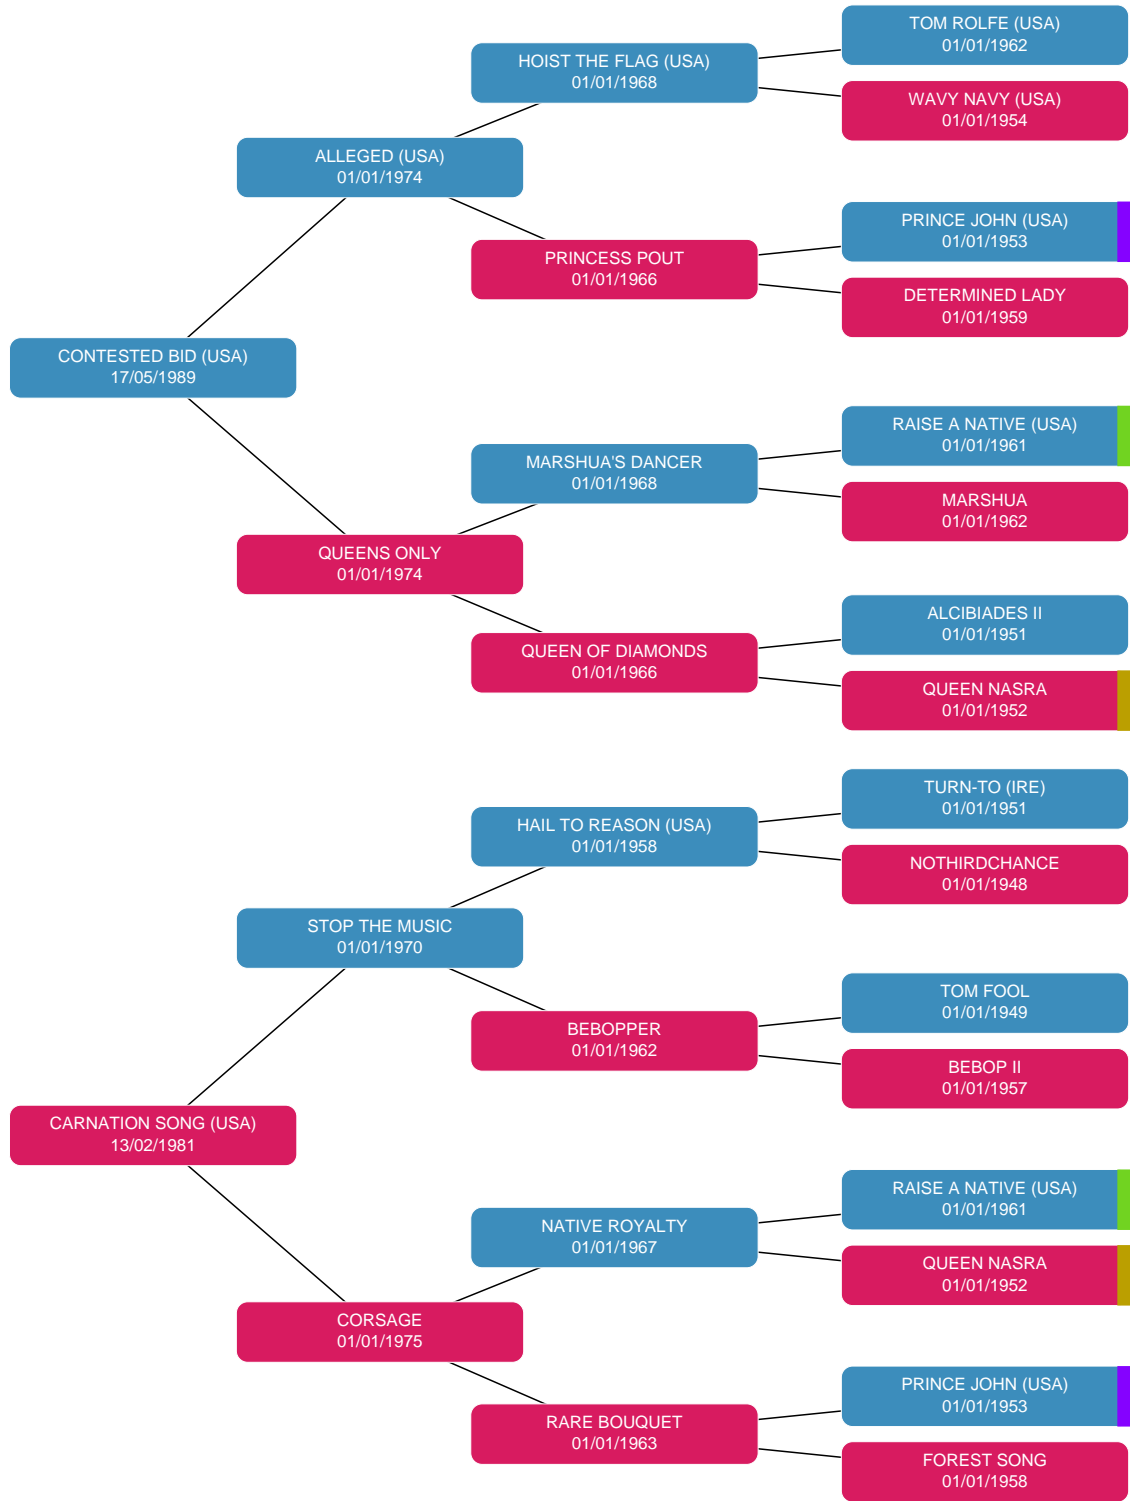 TOM ROLFE (USA)
01/01/1962
HOIST THE FLAG (USA)
01/01/1968
WAVY NAVY (USA)
01/01/1954
ALLEGED (USA)
01/01/1974
PRINCE JOHN (USA)
01/01/1953
PRINCESS POUT
01/01/1966
DETERMINED LADY
01/01/1959
CONTESTED BID (USA)
17/05/1989
RAISE A NATIVE (USA)
01/01/1961
MARSHUA'S DANCER
01/01/1968
MARSHUA
01/01/1962
QUEENS ONLY
01/01/1974
ALCIBIADES II
01/01/1951
QUEEN OF DIAMONDS
01/01/1966
QUEEN NASRA
01/01/1952
TURN-TO (IRE)
01/01/1951
HAIL TO REASON (USA)
01/01/1958
NOTHIRDCHANCE
01/01/1948
STOP THE MUSIC
01/01/1970
TOM FOOL
01/01/1949
BEBOPPER
01/01/1962
BEBOP II
01/01/1957
CARNATION SONG (USA)
13/02/1981
RAISE A NATIVE (USA)
01/01/1961
NATIVE ROYALTY
01/01/1967
QUEEN NASRA
01/01/1952
CORSAGE
01/01/1975
PRINCE JOHN (USA)
01/01/1953
RARE BOUQUET
01/01/1963
FOREST SONG
01/01/1958